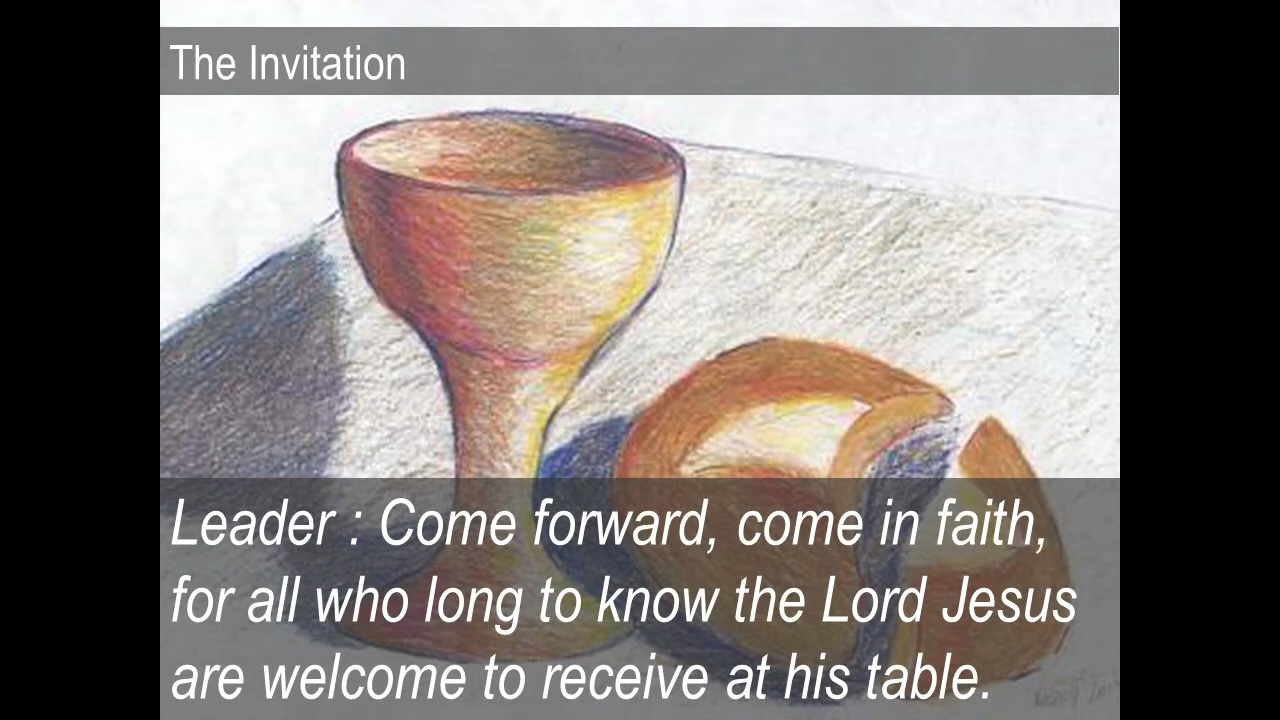 The Invitation
Leader : Come forward, come in faith,
for all who long to know the Lord Jesus
are welcome to receive at his table.